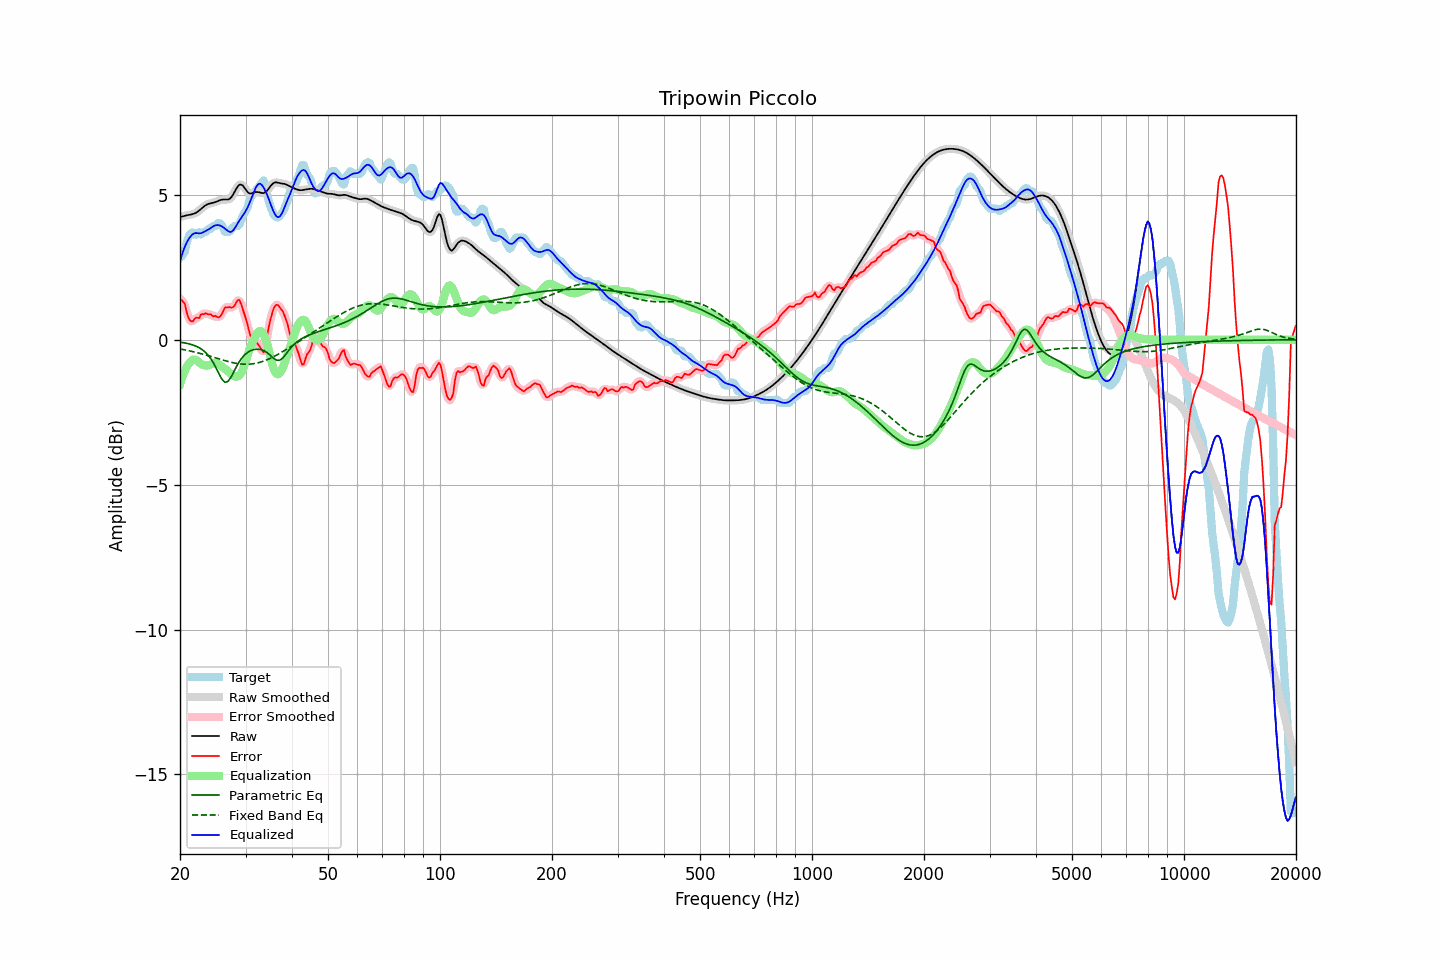 Tripowin Piccolo
Amplitude (dBr)
5
0
−5
−10
−15
Target
Raw Smoothed
Error Smoothed
Raw
Error
Equalization
Parametric Eq
Fixed Band Eq
Equalized
20 50 100 200 500 1000 2000 5000 10000 20000
Frequency (Hz)